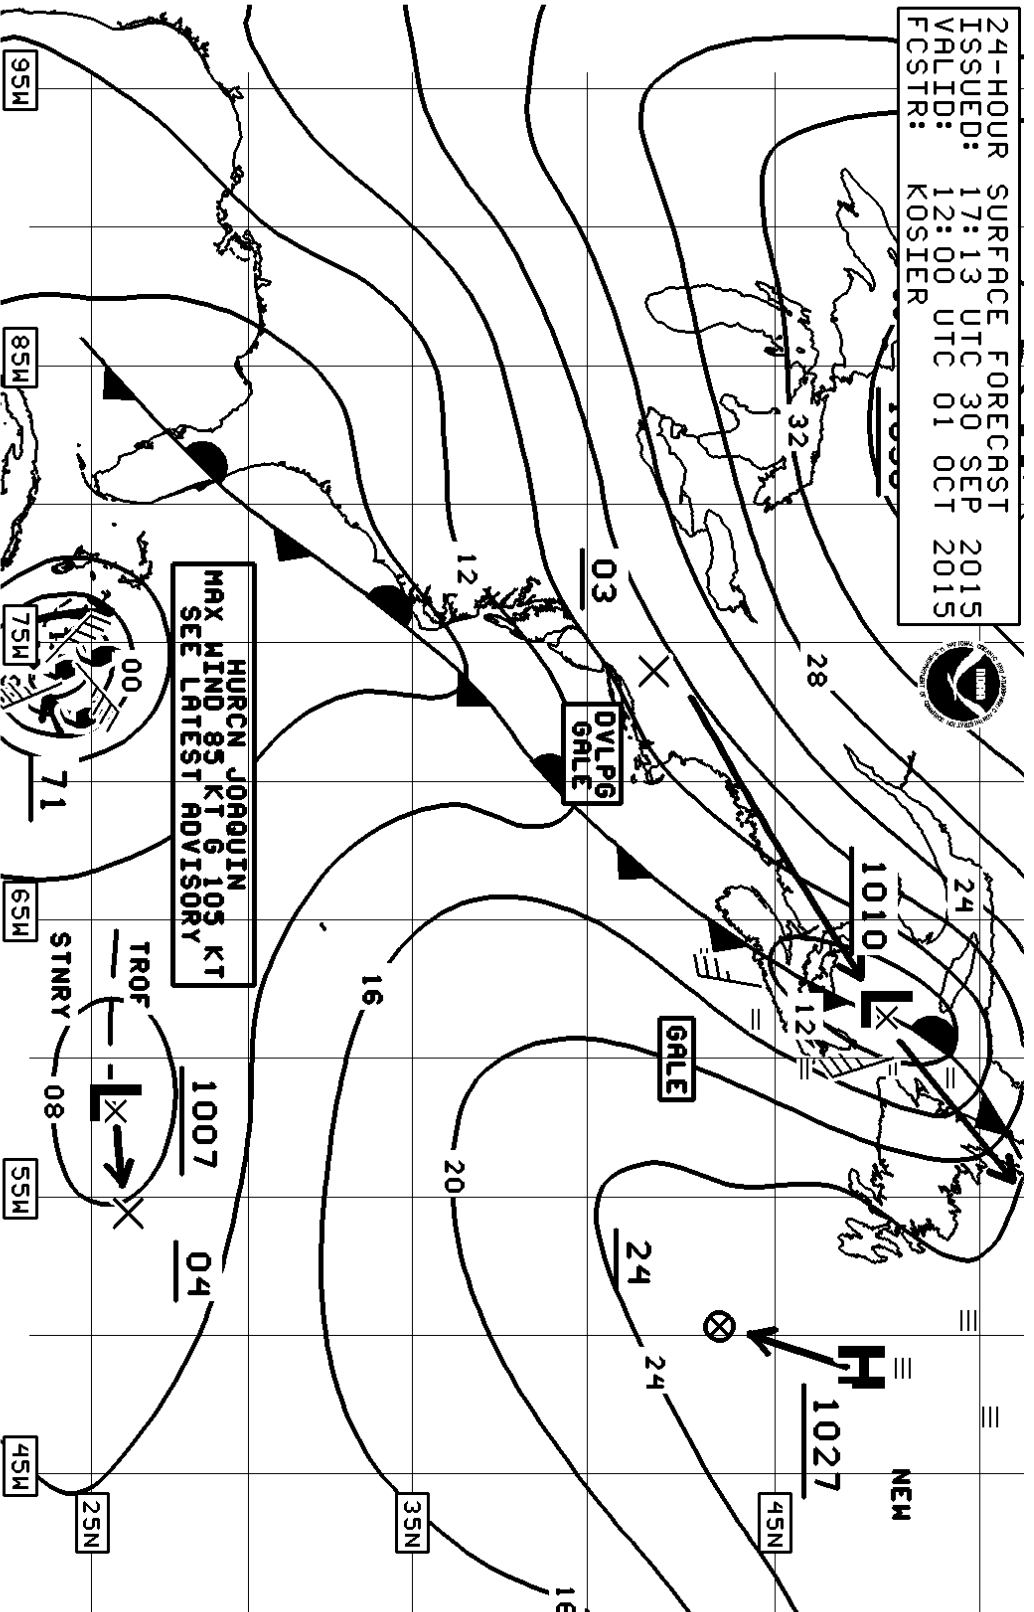 24-HOUR SURFACE FORECAST
ISSUED: 17:13 UTC 30 SEP 2015
VALID: 12:00 UTC 01 OCT 2015
FCSTR: KOSIER
32
28
24
1010
L
12
03
12
DVLPG
GALE
GALE
H
1027
NEW
24
24
20
16
16
HURCN JOAQUIN
MAX WIND 85 KT G 105 KT
SEE LATEST ADVISORY
00
71
TROF
STNRY
08
L
1007
04
95W
85W
75W
65W
55W
45W
25N
35N
45N